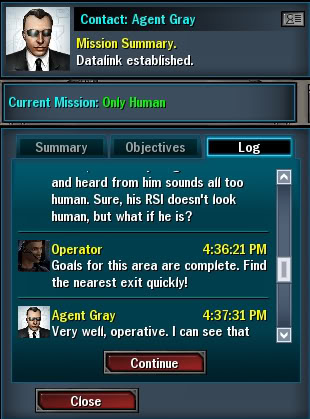 Contact: Agent Gray
Mission Summary.
Datalink established.
Current Mission: Only Human
Summary
Objectives
Log
and heard from him sounds all too
human. Sure, his RSI doesn't look
human, but what if he is?
Operator 4:36:21 PM
Goals for this area are complete. Find
the nearest exit quickly!
Agent Gray 4:37:31 PM
Very well, operative. I can see that
Continue
Close